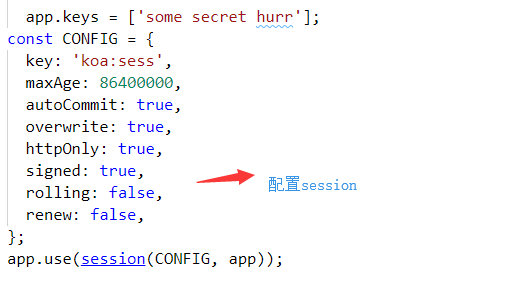 app.keys = ['some secret hurr'];
const CONFIG = {
key: 'koa:sess',
maxAge: 86400000,
autoCommit: true,
overwrite: true,
httpOnly: true,
signed: true,
配置session
rolling: false,
renew: false,
};
app.use(session(CONFIG, app));